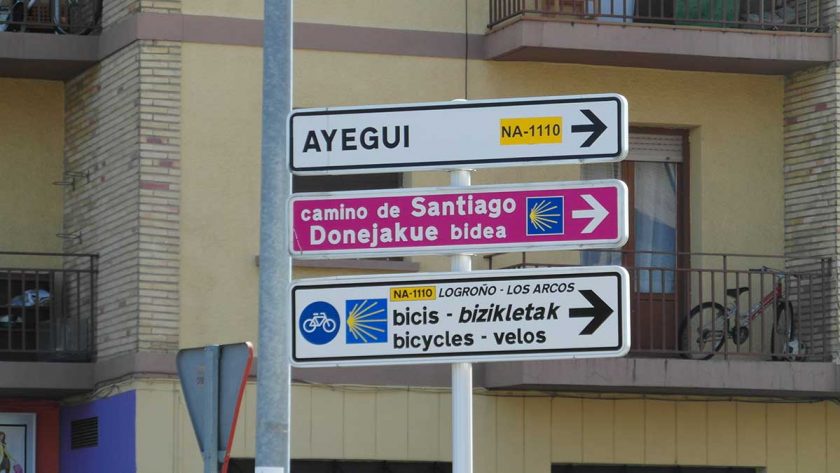 AYEGUI NA-1110
camino de Santiago
Donejakue bidea
NA-1110 LOGROÑO - LOS ARCOS
bicis - bizikletak
bicycles - velos